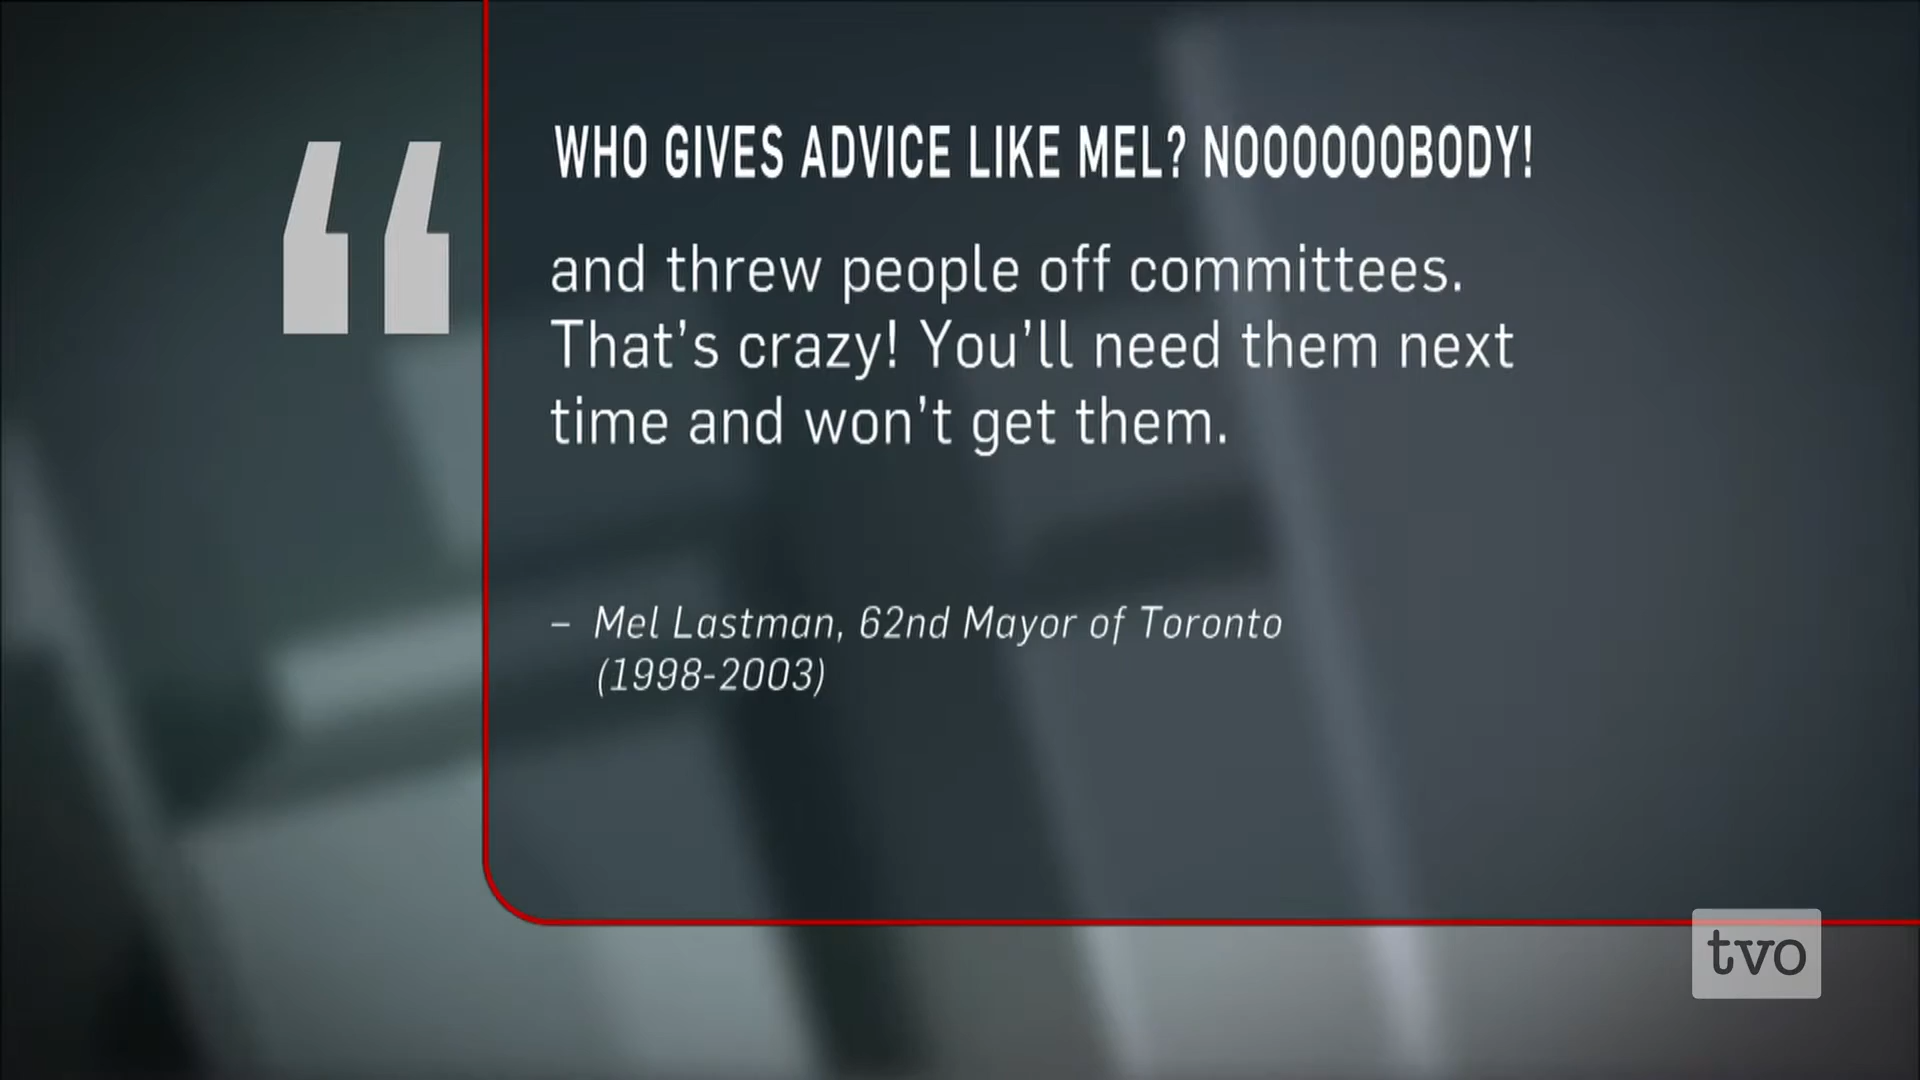 “
WHO GIVES ADVICE LIKE MEL? NOOOOOOBODY!
and threw people off committees.
That’s crazy! You’ll need them next
time and won’t get them.
– Mel Lastman, 62nd Mayor of Toronto
(1998-2003)
tvo